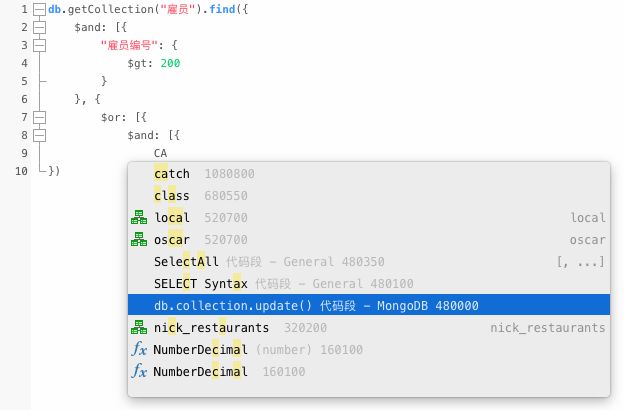 1 db.getCollection("雇员").find({
2 $and: [{
3 "雇员编号": {
4 $gt: 200
5 }
6 }, {
7 $or: [{
8 $and: [{
9 CA
10 })
catch 1080800
class 680550
local 520700 local
oscar 520700 oscar
SelectAll 代码段 - General 480350 [, ...]
SELECT Syntax 代码段 - General 480100
db.collection.update() 代码段 - MongoDB 480000
nick_restaurants 320200 nick_restaurants
fx NumberDecimal (number) 160100
fx NumberDecimal 160100